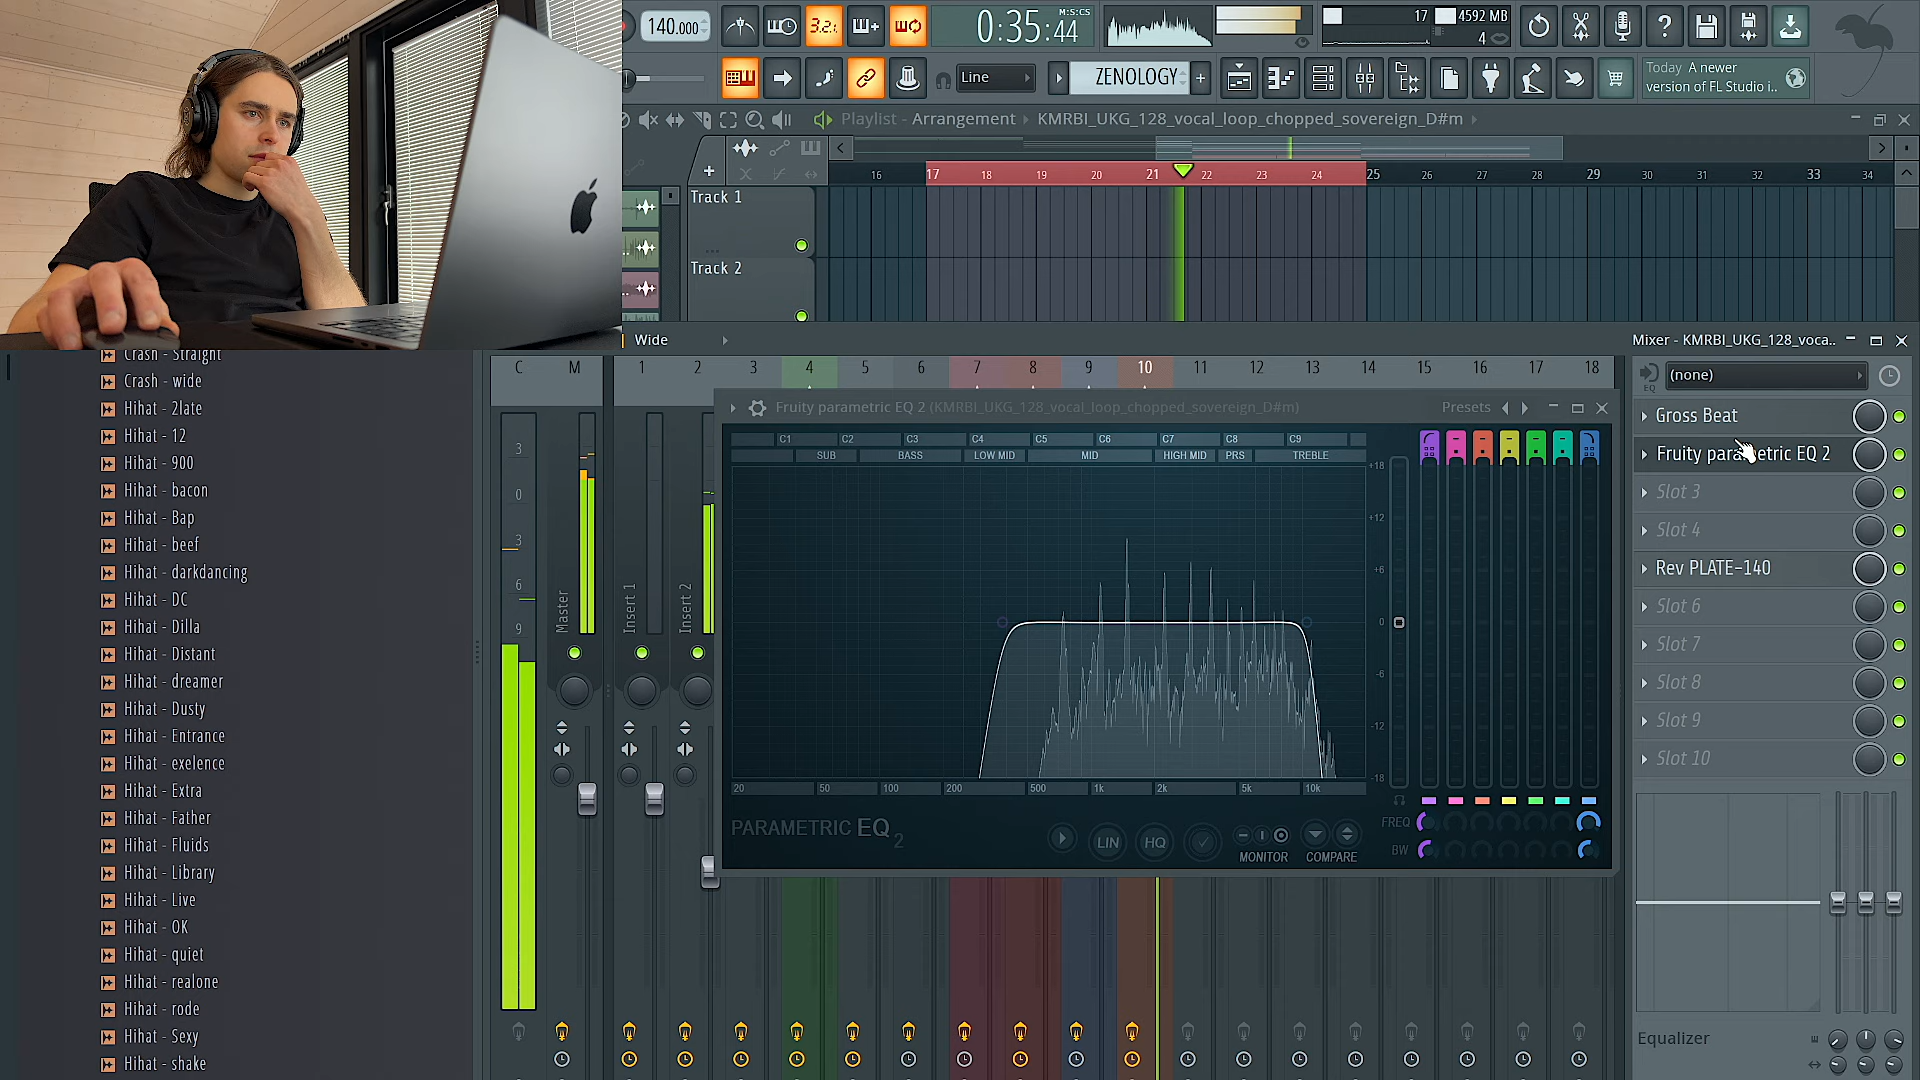 140.000
3.2.
0:35:44
M:S:CS
17
4592 MB
4
Line
ZENOLOGY
Today A newer
version of FL Studio i..
Playlist - Arrangement › KMRBI_UKG_128_vocal_loop_chopped_sovereign_D#m
16 17 18 19 20 21 22 23 24 25 26 27 28 29 30 31 32 33 34
Track 1
Track 2
Wide
Mixer - KMRBI_UKG_128_voca..
C M 1 2 3 4 5 6 7 8 9 10 11 12 13 14 15 16 17 18
(none)
EQ
Gross Beat
Fruity parametric EQ 2
Slot 3
Slot 4
Rev PLATE-140
Slot 6
Slot 7
Slot 8
Slot 9
Slot 10
Equalizer
Crash - Straight
Crash - wide
Hihat - 2late
Hihat - 12
Hihat - 900
Hihat - bacon
Hihat - Bap
Hihat - beef
Hihat - darkdancing
Hihat - DC
Hihat - Dilla
Hihat - Distant
Hihat - dreamer
Hihat - Dusty
Hihat - Entrance
Hihat - exelence
Hihat - Extra
Hihat - Father
Hihat - Fluids
Hihat - Library
Hihat - Live
Hihat - OK
Hihat - quiet
Hihat - realone
Hihat - rode
Hihat - Sexy
Hihat - shake
3
0
3
6
9
Master
Insert 1
Insert 2
Fruity parametric EQ 2 (KMRBI_UKG_128_vocal_loop_chopped_sovereign_D#m)
Presets
C1 C2 C3 C4 C5 C6 C7 C8 C9
SUB BASS LOW MID MID HIGH MID PRS TREBLE
+18
+12
+6
0
-6
-12
-18
20 50 100 200 500 1k 2k 5k 10k
PARAMETRIC EQ 2
LIN
HQ
MONITOR
COMPARE
FREQ
BW